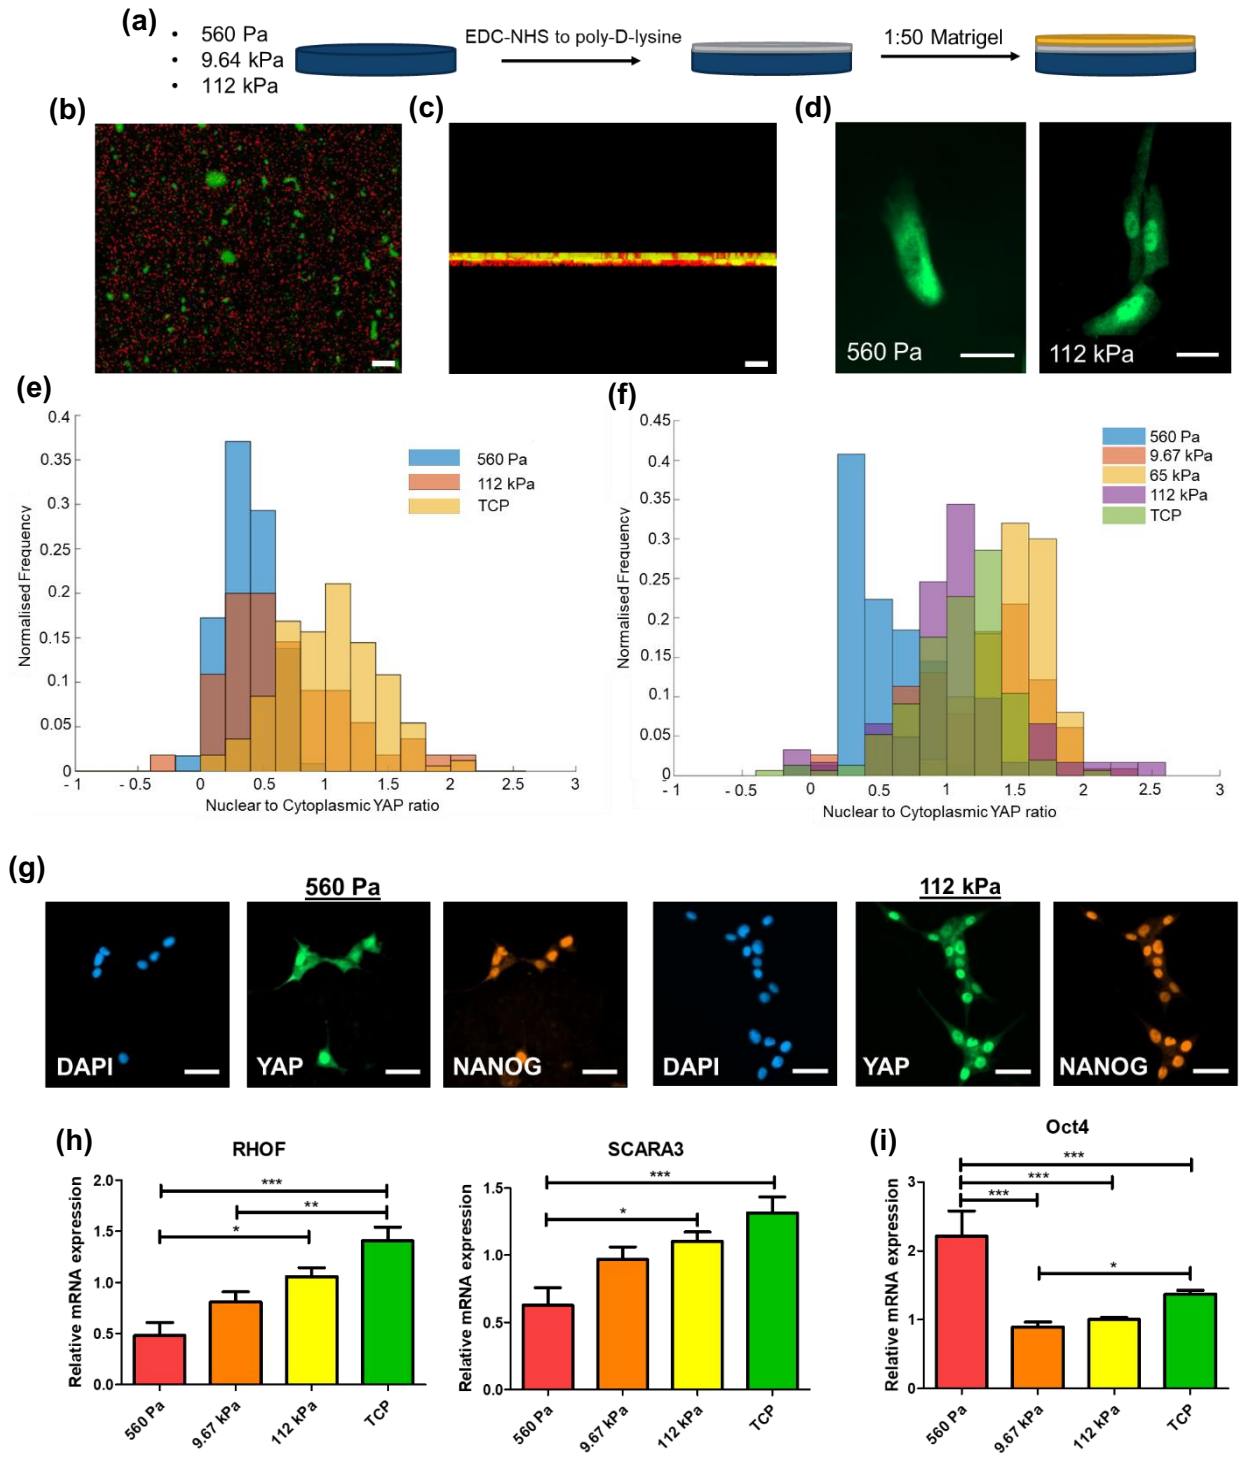 (a)
• 560 Pa
• 9.64 kPa
• 112 kPa
EDC-NHS to poly-D-lysine
1:50 Matrigel
(b)
(c)
(d)
560 Pa
112 kPa
(e)
0.4
0.35
0.3
0.25
0.2
0.15
0.1
0.05
0
Normalised Frequency
560 Pa
112 kPa
TCP
-1
-0.5
0
0.5
1
1.5
2
2.5
3
Nuclear to Cytoplasmic YAP ratio
(f)
0.45
0.4
0.35
0.3
0.25
0.2
0.15
0.1
0.05
0
Normalised Frequency
560 Pa
9.67 kPa
65 kPa
112 kPa
TCP
-1
-0.5
0
0.5
1
1.5
2
2.5
3
Nuclear to Cytoplasmic YAP ratio
(g)
560 Pa
112 kPa
DAPI
YAP
NANOG
DAPI
YAP
NANOG
(h)
RHOF
Relative mRNA expression
2.0
1.5
1.0
0.5
0.0
***
**
*
560 Pa
9.67 kPa
112 kPa
TCP
SCARA3
Relative mRNA expression
1.5
1.0
0.5
0.0
***
*
560 Pa
9.67 kPa
112 kPa
TCP
(i)
Oct4
Relative mRNA expression
3
2
1
0
***
***
***
*
560 Pa
9.67 kPa
112 kPa
TCP